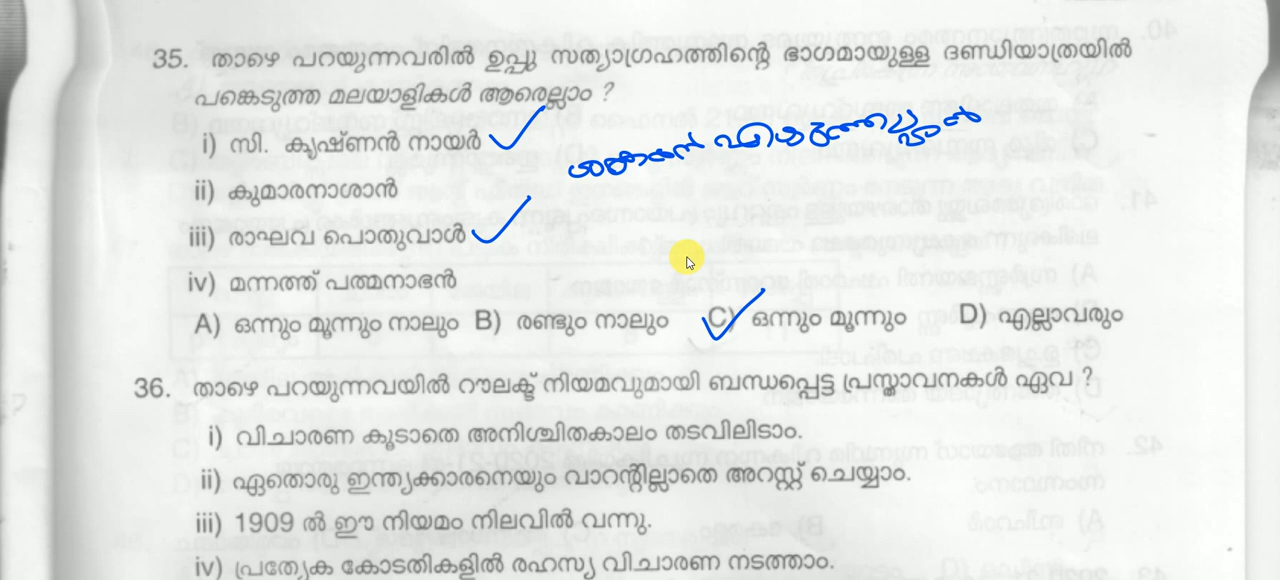 35. താഴെ പറയുന്നവരിൽ ഉപ്പു സത്യാഗ്രഹത്തിന്റെ ഭാഗമായുള്ള ദണ്ഡിയാത്രയിൽ
പങ്കെടുത്ത മലയാളികൾ ആരെല്ലാം ?
i) സി. കൃഷ്ണൻ നായർ
ii) കുമാരനാശാൻ
iii) രാഘവ പൊതുവാൾ
iv) മന്നത്ത് പത്മനാഭൻ
A) ഒന്നും മൂന്നും നാലും B) രണ്ടും നാലും C) ഒന്നും മൂന്നും D) എല്ലാവരും
36. താഴെ പറയുന്നവയിൽ റൗലക്ട് നിയമവുമായി ബന്ധപ്പെട്ട പ്രസ്താവനകൾ ഏവ ?
i) വിചാരണ കൂടാതെ അനിശ്ചിതകാലം തടവിലിടാം.
ii) ഏതൊരു ഇന്ത്യക്കാരനെയും വാറന്റില്ലാതെ അറസ്റ്റ് ചെയ്യാം.
iii) 1909 ൽ ഈ നിയമം നിലവിൽ വന്നു.
iv) പ്രത്യേക കോടതികളിൽ രഹസ്യ വിചാരണ നടത്താം.